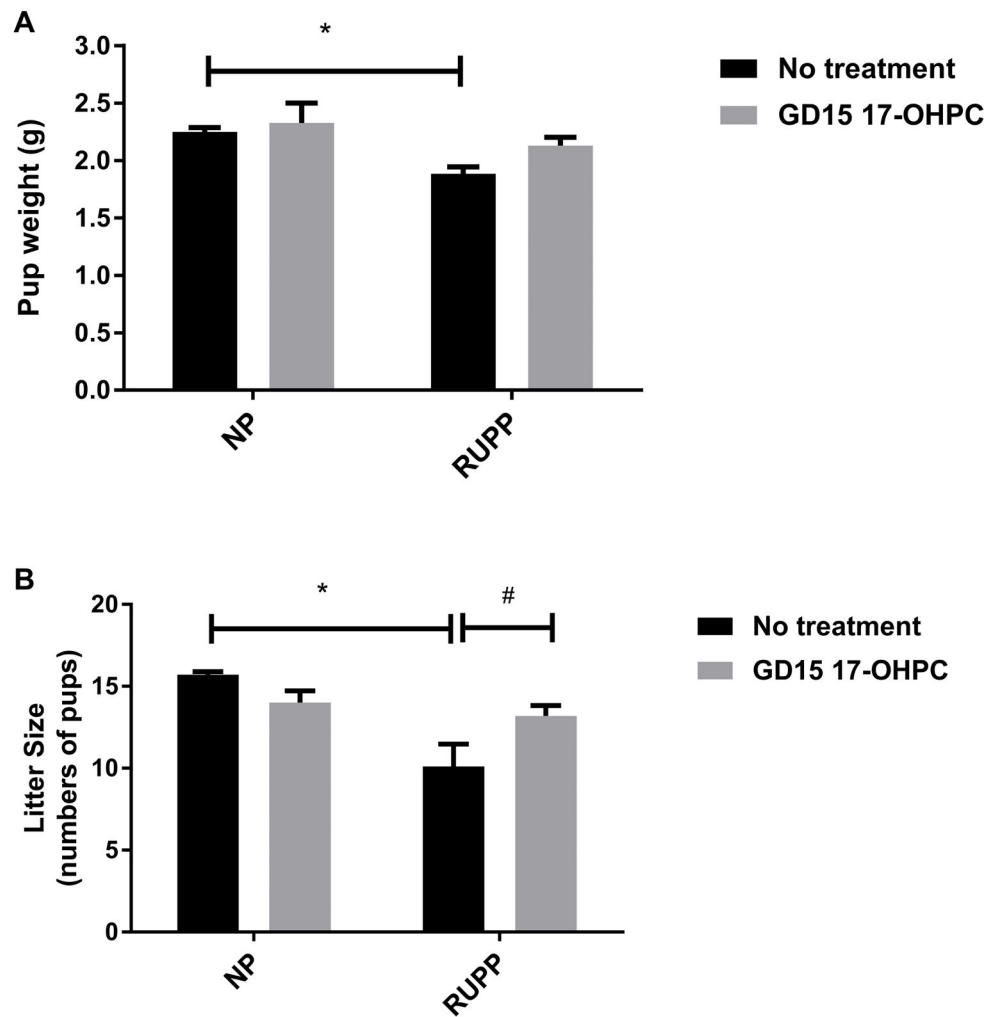 A
*
3.0
2.5
2.0
1.5
1.0
0.5
0.0
Pup weight (g)
NP
RUPP
No treatment
GD15 17-OHPC
B
*
#
20
15
10
5
0
Litter Size
(numbers of pups)
NP
RUPP
No treatment
GD15 17-OHPC